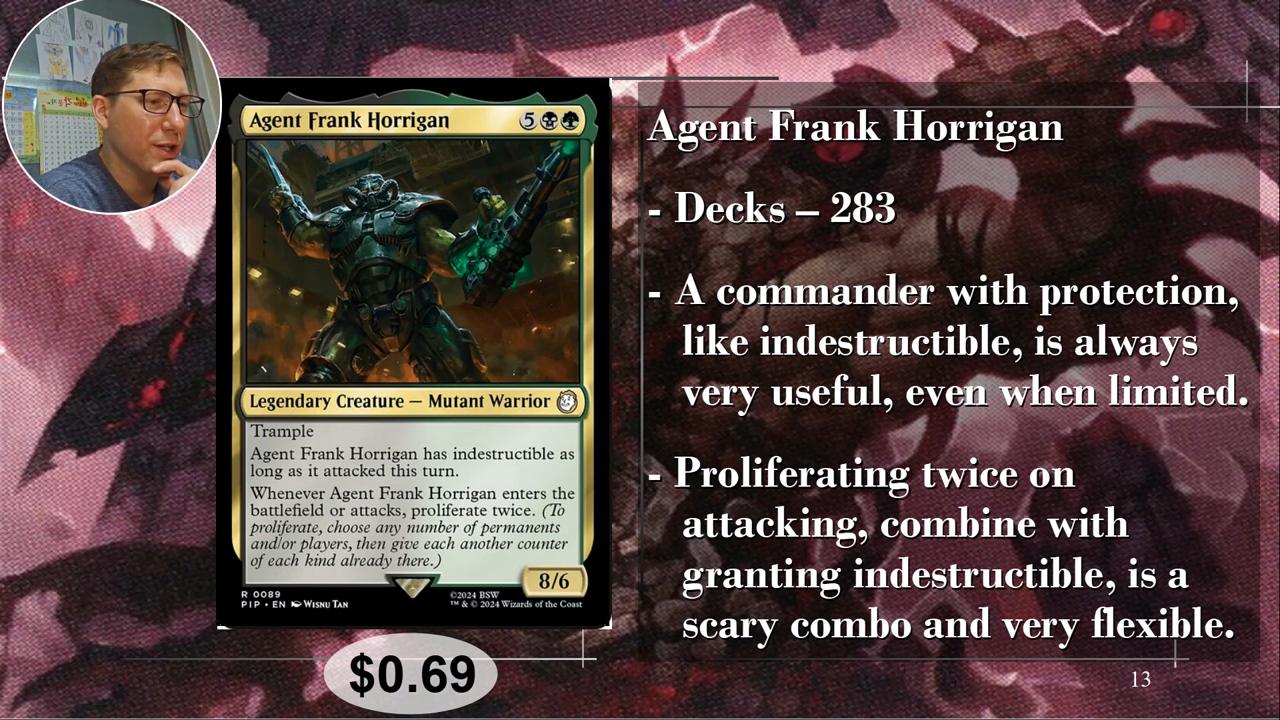 Agent Frank Horrigan
5
Legendary Creature — Mutant Warrior
Trample
Agent Frank Horrigan has indestructible as
long as it attacked this turn.
Whenever Agent Frank Horrigan enters the
battlefield or attacks, proliferate twice. (To
proliferate, choose any number of permanents
and/or players, then give each another counter
of each kind already there.)
8/6
R 0089
PIP • EN Wisnu Tan
©2024 BSW
™ & © 2024 Wizards of the Coast
$0.69
Agent Frank Horrigan
- Decks – 283
- A commander with protection,
like indestructible, is always
very useful, even when limited.
- Proliferating twice on
attacking, combine with
granting indestructible, is a
scary combo and very flexible.
13